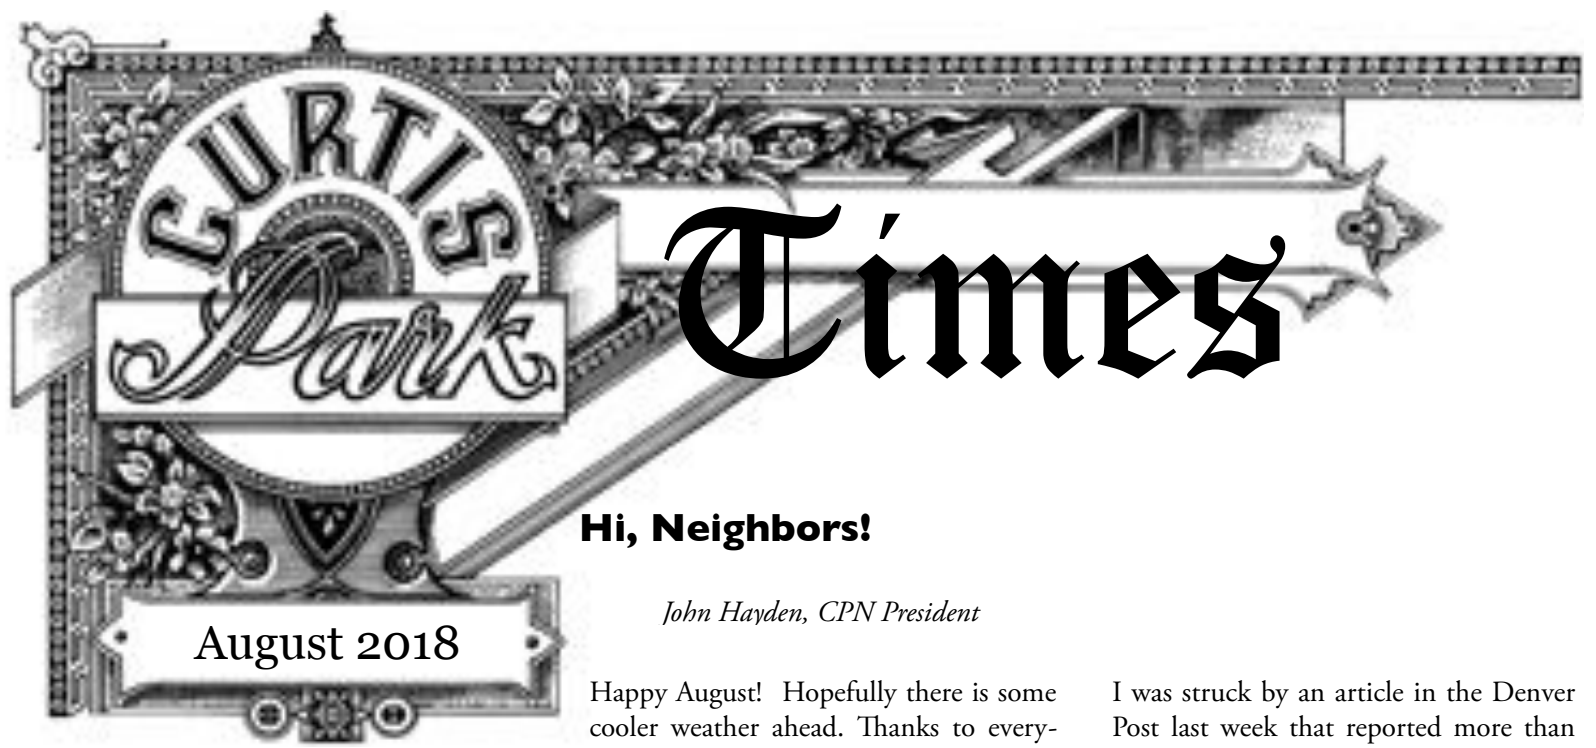 CURTIS
Park
Times
August 2018
Hi, Neighbors!
John Hayden, CPN President
Happy August! Hopefully there is some
cooler weather ahead. Thanks to every-
I was struck by an article in the Denver
Post last week that reported more than